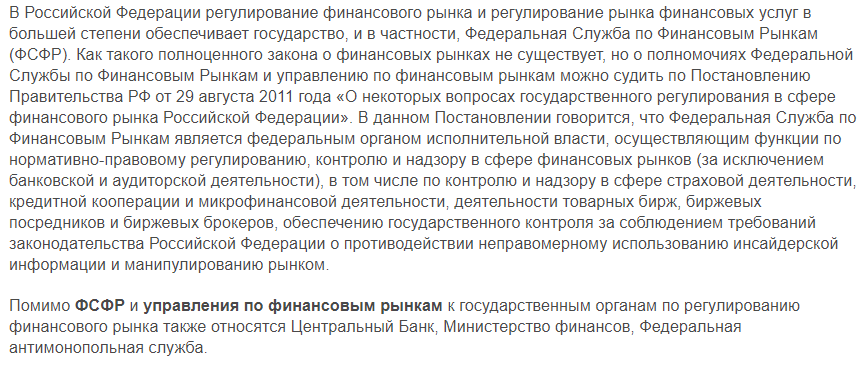 В Российской Федерации регулирование финансового рынка и регулирование рынка финансовых услуг в
большей степени обеспечивает государство, и в частности, Федеральная Служба по Финансовым Рынкам
(ФСФР). Как такого полноценного закона о финансовых рынках не существует, но о полномочиях Федеральной
Службы по Финансовым Рынкам и управлению по финансовым рынкам можно судить по Постановлению
Правительства РФ от 29 августа 2011 года «О некоторых вопросах государственного регулирования в сфере
финансового рынка Российской Федерации». В данном Постановлении говорится, что Федеральная Служба по
Финансовым Рынкам является федеральным органом исполнительной власти, осуществляющим функции по
нормативно-правовому регулированию, контролю и надзору в сфере финансовых рынков (за исключением
банковской и аудиторской деятельности), в том числе по контролю и надзору в сфере страховой деятельности,
кредитной кооперации и микрофинансовой деятельности, деятельности товарных бирж, биржевых
посредников и биржевых брокеров, обеспечению государственного контроля за соблюдением требований
законодательства Российской Федерации о противодействии неправомерному использованию инсайдерской
информации и манипулированию рынком.
Помимо ФСФР и управления по финансовым рынкам к государственным органам по регулированию
финансового рынка также относятся Центральный Банк, Министерство финансов, Федеральная
антимонопольная служба.